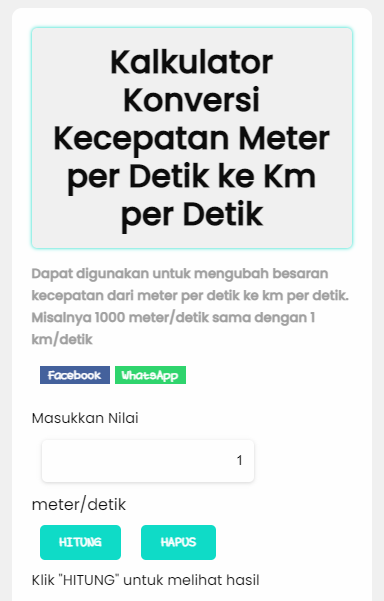 Kalkulator
Konversi
Kecepatan Meter
per Detik ke Km
per Detik
Dapat digunakan untuk mengubah besaran
kecepatan dari meter per detik ke km per detik.
Misalnya 1000 meter/detik sama dengan 1
km/detik
Facebook WhatsApp
Masukkan Nilai
1
meter/detik
HITUNG HAPUS
Klik "HITUNG" untuk melihat hasil